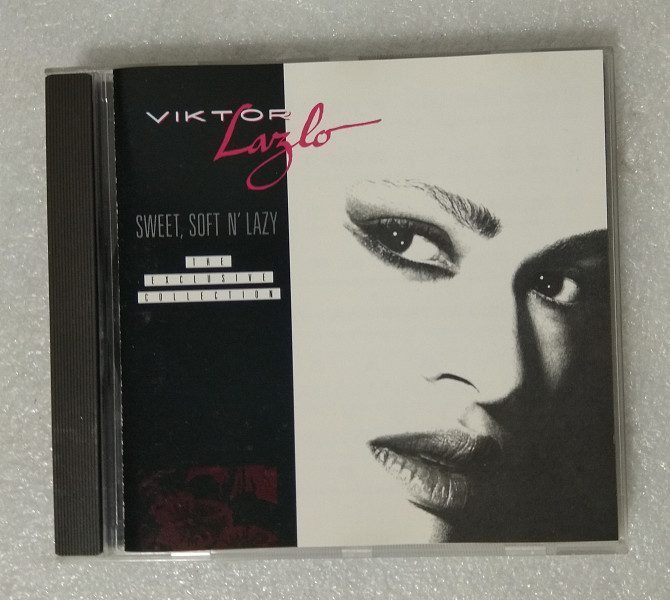 VIKTOR
Lazlo
SWEET, SOFT N' LAZY
THE
EXCLUSIVE
COLLECTION